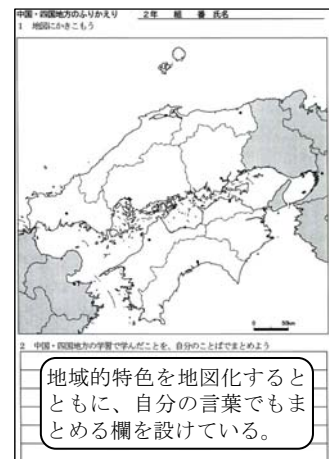 中国・四国地方のふりかえり 2年 組 番 氏名
1 地図にかきこもう
0 50km
2 中国・四国地方の学習で学んだことを、自分のことばでまとめよう
地域的特色を地図化すると
ともに、自分の言葉でもま
とめる欄を設けている。